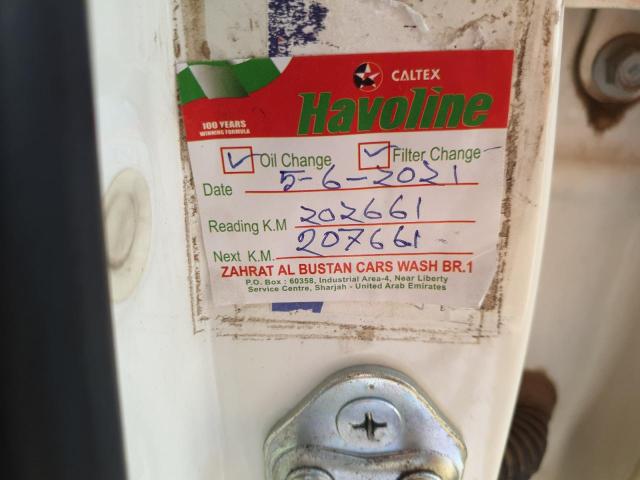 CALTEX
Havoline
100 YEARS
WINNING FORMULA
Oil Change Filter Change
Date 5-6-2021
Reading K.M 202661
Next K.M. 207661
ZAHRAT AL BUSTAN CARS WASH BR.1
P.O. Box : 60358, Industrial Area-4, Near Liberty
Service Centre, Sharjah - United Arab Emirates